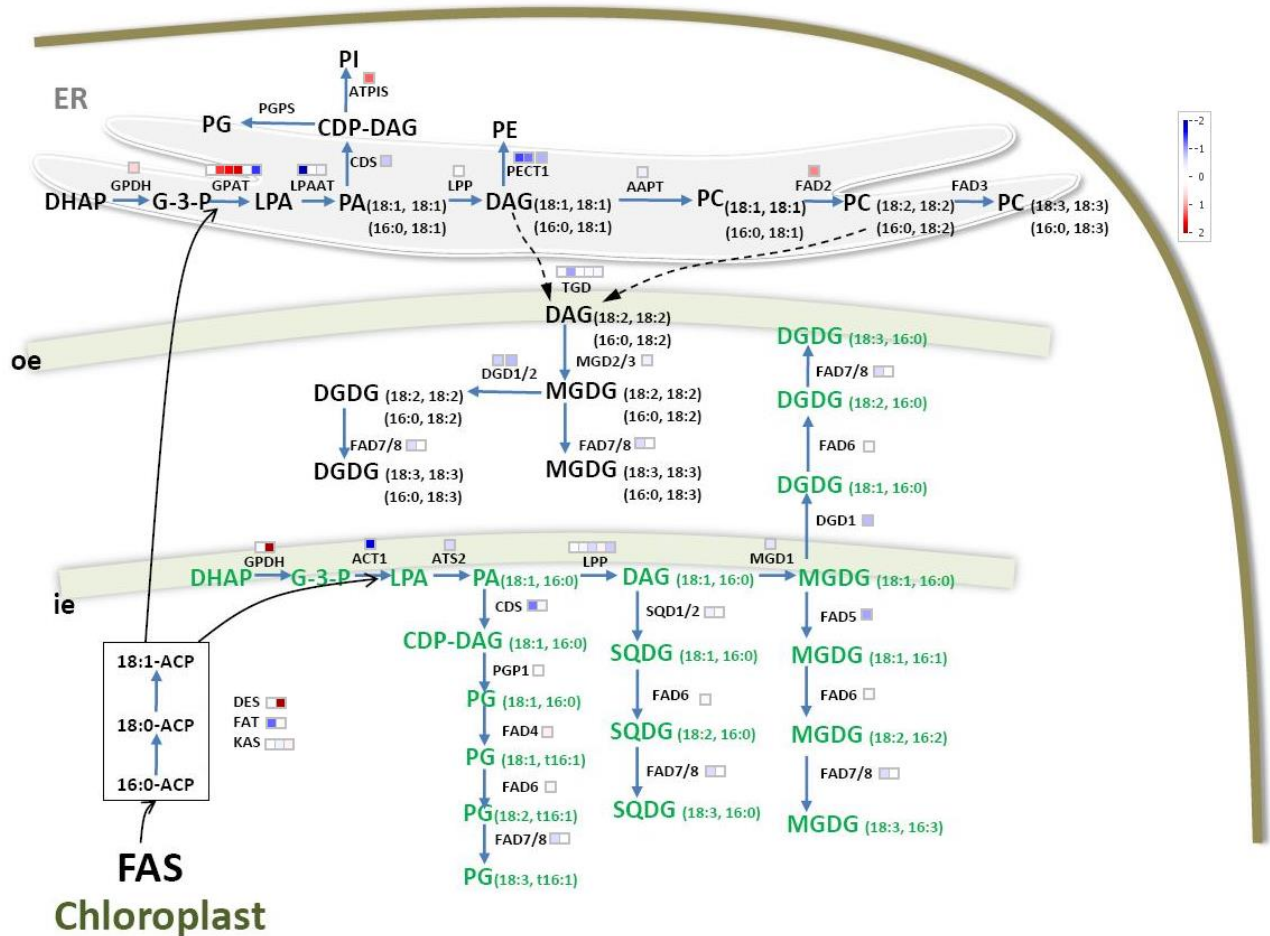 PI
ATPIS
ER
PGPS
PG
CDP-DAG
PE
CDS
PECT1
GPDH
GPAT
LPAAT
LPP
AAPT
FAD2
FAD3
DHAP
G-3-P
LPA
PA(18:1, 18:1)
(16:0, 18:1)
DAG(18:1, 18:1)
(16:0, 18:1)
PC(18:1, 18:1)
(16:0, 18:1)
PC (18:2, 18:2)
(16:0, 18:2)
PC (18:3, 18:3)
(16:0, 18:3)
-2
-1
0
1
2
TGD
DAG(18:2, 18:2)
(16:0, 18:2)
oe
MGD2/3
DGD1/2
DGDG (18:2, 18:2)
(16:0, 18:2)
MGDG (18:2, 18:2)
(16:0, 18:2)
FAD7/8
FAD7/8
DGDG (18:3, 18:3)
(16:0, 18:3)
MGDG (18:3, 18:3)
(16:0, 18:3)
DGDG (18:3, 16:0)
FAD7/8
DGDG (18:2, 16:0)
FAD6
DGDG (18:1, 16:0)
DGD1
GPDH
ACT1
ATS2
LPP
MGD1
DHAP
G-3-P
LPA
PA(18:1, 16:0)
DAG (18:1, 16:0)
MGDG (18:1, 16:0)
ie
CDS
CDP-DAG (18:1, 16:0)
PGP1
PG (18:1, 16:0)
FAD4
PG (18:1, t16:1)
FAD6
PG(18:2, t16:1)
FAD7/8
PG(18:3, t16:1)
SQD1/2
SQDG (18:1, 16:0)
FAD6
SQDG (18:2, 16:0)
FAD7/8
SQDG (18:3, 16:0)
FAD5
MGDG (18:1, 16:1)
FAD6
MGDG (18:2, 16:2)
FAD7/8
MGDG (18:3, 16:3)
18:1-ACP
18:0-ACP
16:0-ACP
DES
FAT
KAS
FAS
Chloroplast